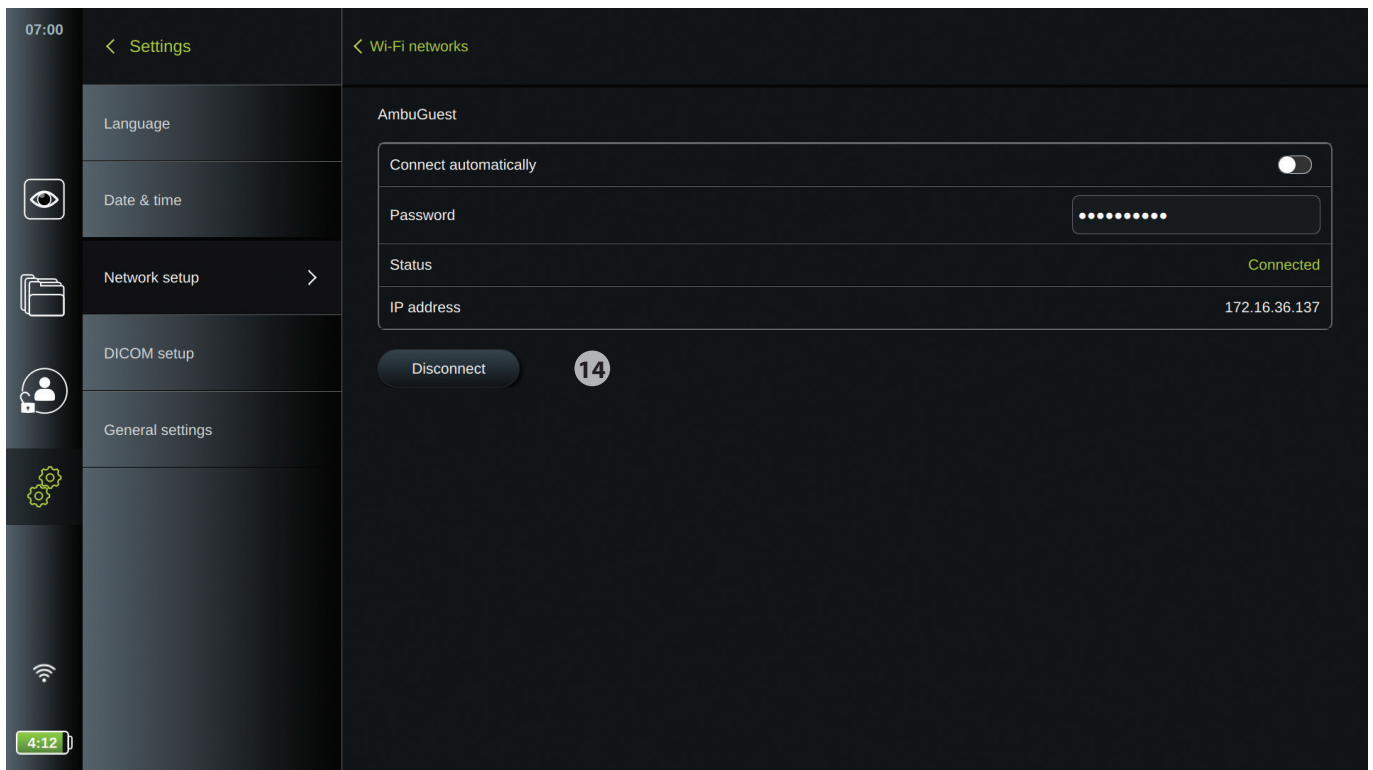 07:00
Settings
Wi-Fi networks
Language
Date & time
Network setup
DICOM setup
General settings
AmbuGuest
Connect automatically
Password ●●●●●●●●●●
Status Connected
IP address 172.16.36.137
Disconnect 14
4:12